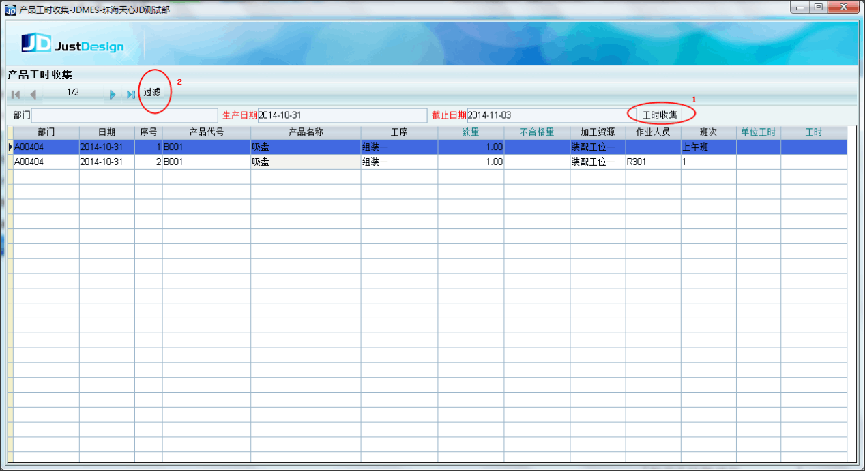 产品工时收集-JDMES-珠海天心JD测试部
JD JustDesign
产品工时收集
1/2 过滤 2
1
部门 生产日期 2014-10-31 截止日期 2014-11-03 工时收集
部门 日期 序号 产品代号 产品名称 工序 数量 不合格量 加工资源 作业人员 班次 单位工时 工时
A00404 2014-10-31 1 B001 吸盘 组装 1.00 装配工位 上午班
A00404 2014-10-31 2 B001 吸盘 组装 1.00 装配工位 R301 1